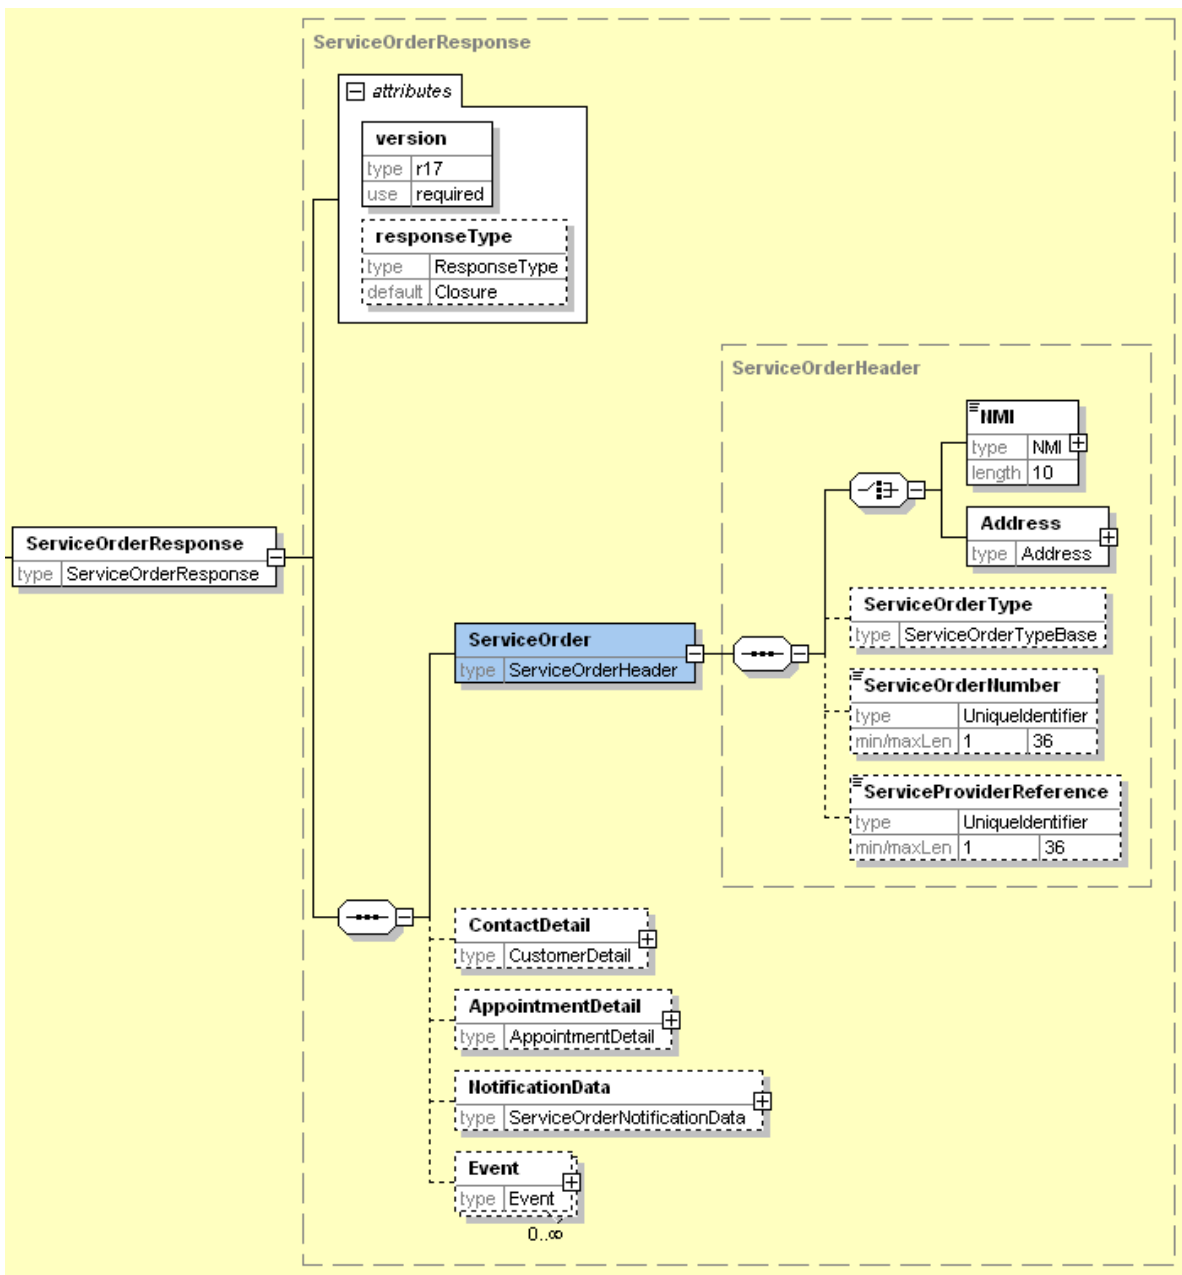 ServiceOrderResponse
attributes
version
type r17
use required
responseType
type ResponseType
default Closure
ServiceOrderHeader
NMI
type NMI
length 10
Address
type Address
ServiceOrderResponse
type ServiceOrderResponse
ServiceOrderType
type ServiceOrderTypeBase
ServiceOrder
type ServiceOrderHeader
ServiceOrderNumber
type UniqueIdentifier
min/maxLen 1 36
ServiceProviderReference
type UniqueIdentifier
min/maxLen 1 36
ContactDetail
type CustomerDetail
AppointmentDetail
type AppointmentDetail
NotificationData
type ServiceOrderNotificationData
Event
type Event
0..∞